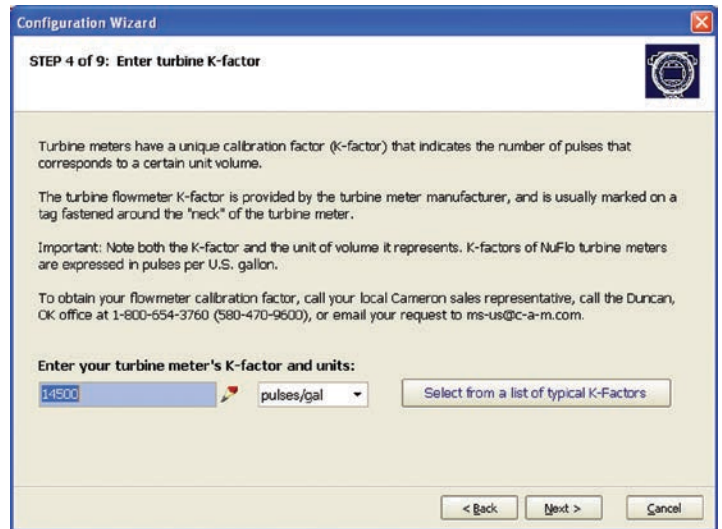 Configuration Wizard
STEP 4 of 9: Enter turbine K-factor
Turbine meters have a unique calibration factor (K-factor) that indicates the number of pulses that
corresponds to a certain unit volume.
The turbine flowmeter K-factor is provided by the turbine meter manufacturer, and is usually marked on a
tag fastened around the "neck" of the turbine meter.
Important: Note both the K-factor and the unit of volume it represents. K-factors of NuFlo turbine meters
are expressed in pulses per U.S. gallon.
To obtain your flowmeter calibration factor, call your local Cameron sales representative, call the Duncan,
OK office at 1-800-654-3760 (580-470-9600), or email your request to ms-us@c-a-m.com.
Enter your turbine meter's K-factor and units:
14500 pulses/gal Select from a list of typical K-Factors
< Back Next > Cancel